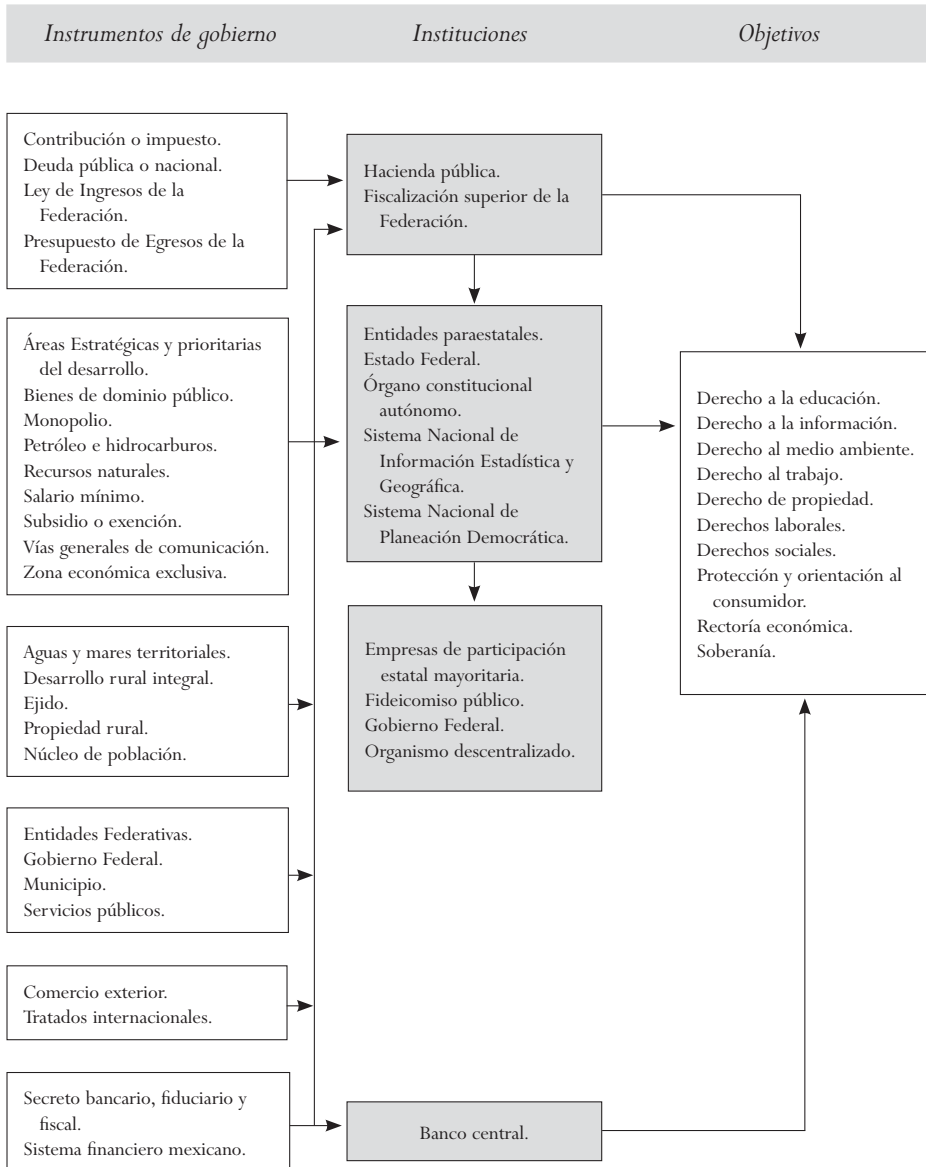 Instrumentos de gobierno
Instituciones
Objetivos
Contribución o impuesto.
Deuda pública o nacional.
Ley de Ingresos de la
Federación.
Presupuesto de Egresos de la
Federación.
Áreas Estratégicas y prioritarias
del desarrollo.
Bienes de dominio público.
Monopolio.
Petróleo e hidrocarburos.
Recursos naturales.
Salario mínimo.
Subsidio o exención.
Vías generales de comunicación.
Zona económica exclusiva.
Aguas y mares territoriales.
Desarrollo rural integral.
Ejido.
Propiedad rural.
Núcleo de población.
Entidades Federativas.
Gobierno Federal.
Municipio.
Servicios públicos.
Comercio exterior.
Tratados internacionales.
Secreto bancario, fiduciario y
fiscal.
Sistema financiero mexicano.
Hacienda pública.
Fiscalización superior de la
Federación.
Entidades paraestatales.
Estado Federal.
Órgano constitucional
autónomo.
Sistema Nacional de
Información Estadística y
Geográfica.
Sistema Nacional de
Planeación Democrática.
Empresas de participación
estatal mayoritaria.
Fideicomiso público.
Gobierno Federal.
Organismo descentralizado.
Banco central.
Derecho a la educación.
Derecho a la información.
Derecho al medio ambiente.
Derecho al trabajo.
Derecho de propiedad.
Derechos laborales.
Derechos sociales.
Protección y orientación al
consumidor.
Rectoría económica.
Soberanía.